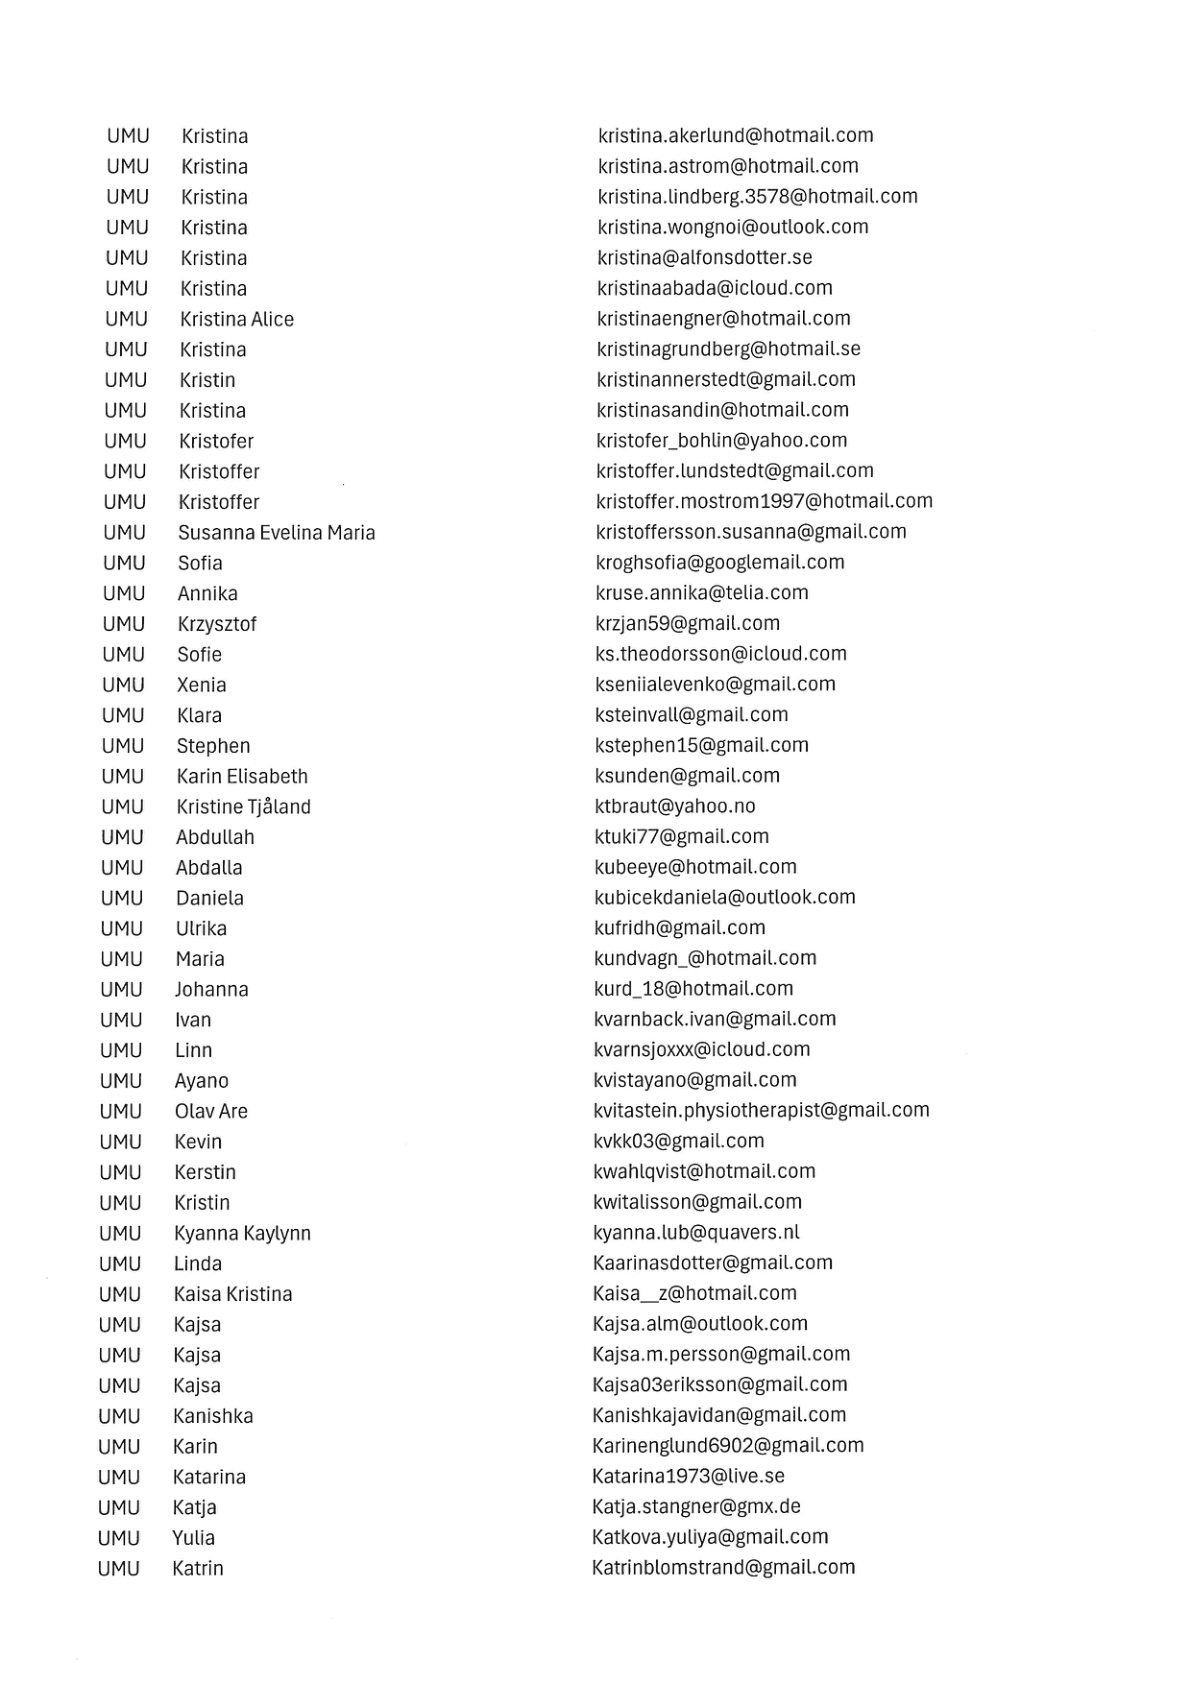 UMU Kristina kristina.akerlund@hotmail.com
UMU Kristina kristina.astrom@hotmail.com
UMU Kristina kristina.lindberg.3578@hotmail.com
UMU Kristina kristina.wongnoi@outlook.com
UMU Kristina kristina@alfonsdotter.se
UMU Kristina kristinaabada@icloud.com
UMU Kristina Alice kristinaengner@hotmail.com
UMU Kristina kristinagrundberg@hotmail.se
UMU Kristin kristinannerstedt@gmail.com
UMU Kristina kristinasandin@hotmail.com
UMU Kristofer kristofer_bohlin@yahoo.com
UMU Kristoffer kristoffer.lundstedt@gmail.com
UMU Kristoffer kristoffer.mostrom1997@hotmail.com
UMU Susanna Evelina Maria kristoffersson.susanna@gmail.com
UMU Sofia kroghsofia@googlemail.com
UMU Annika kruse.annika@telia.com
UMU Krzysztof krzjan59@gmail.com
UMU Sofie ks.theodorsson@icloud.com
UMU Xenia kseniialevenko@gmail.com
UMU Klara ksteinvall@gmail.com
UMU Stephen kstephen15@gmail.com
UMU Karin Elisabeth ksunden@gmail.com
UMU Kristine Tjåland ktbraut@yahoo.no
UMU Abdullah ktuki77@gmail.com
UMU Abdalla kubeeye@hotmail.com
UMU Daniela kubicekdaniela@outlook.com
UMU Ulrika kufridh@gmail.com
UMU Maria kundvagn_@hotmail.com
UMU Johanna kurd_18@hotmail.com
UMU Ivan kvarnback.ivan@gmail.com
UMU Linn kvarnsjoxxx@icloud.com
UMU Ayano kvistayano@gmail.com
UMU Olav Are kvitastein.physiotherapist@gmail.com
UMU Kevin kvkk03@gmail.com
UMU Kerstin kwahlqvist@hotmail.com
UMU Kristin kwitalisson@gmail.com
UMU Kyanna Kaylynn kyanna.lub@quavers.nl
UMU Linda Kaarinasdotter@gmail.com
UMU Kaisa Kristina Kaisa__z@hotmail.com
UMU Kajsa Kajsa.alm@outlook.com
UMU Kajsa Kajsa.m.persson@gmail.com
UMU Kajsa Kajsa03eriksson@gmail.com
UMU Kanishka Kanishkajavidan@gmail.com
UMU Karin Karinenglund6902@gmail.com
UMU Katarina Katarina1973@live.se
UMU Katja Katja.stangner@gmx.de
UMU Yulia Katkova.yuliya@gmail.com
UMU Katrin Katrinblomstrand@gmail.com